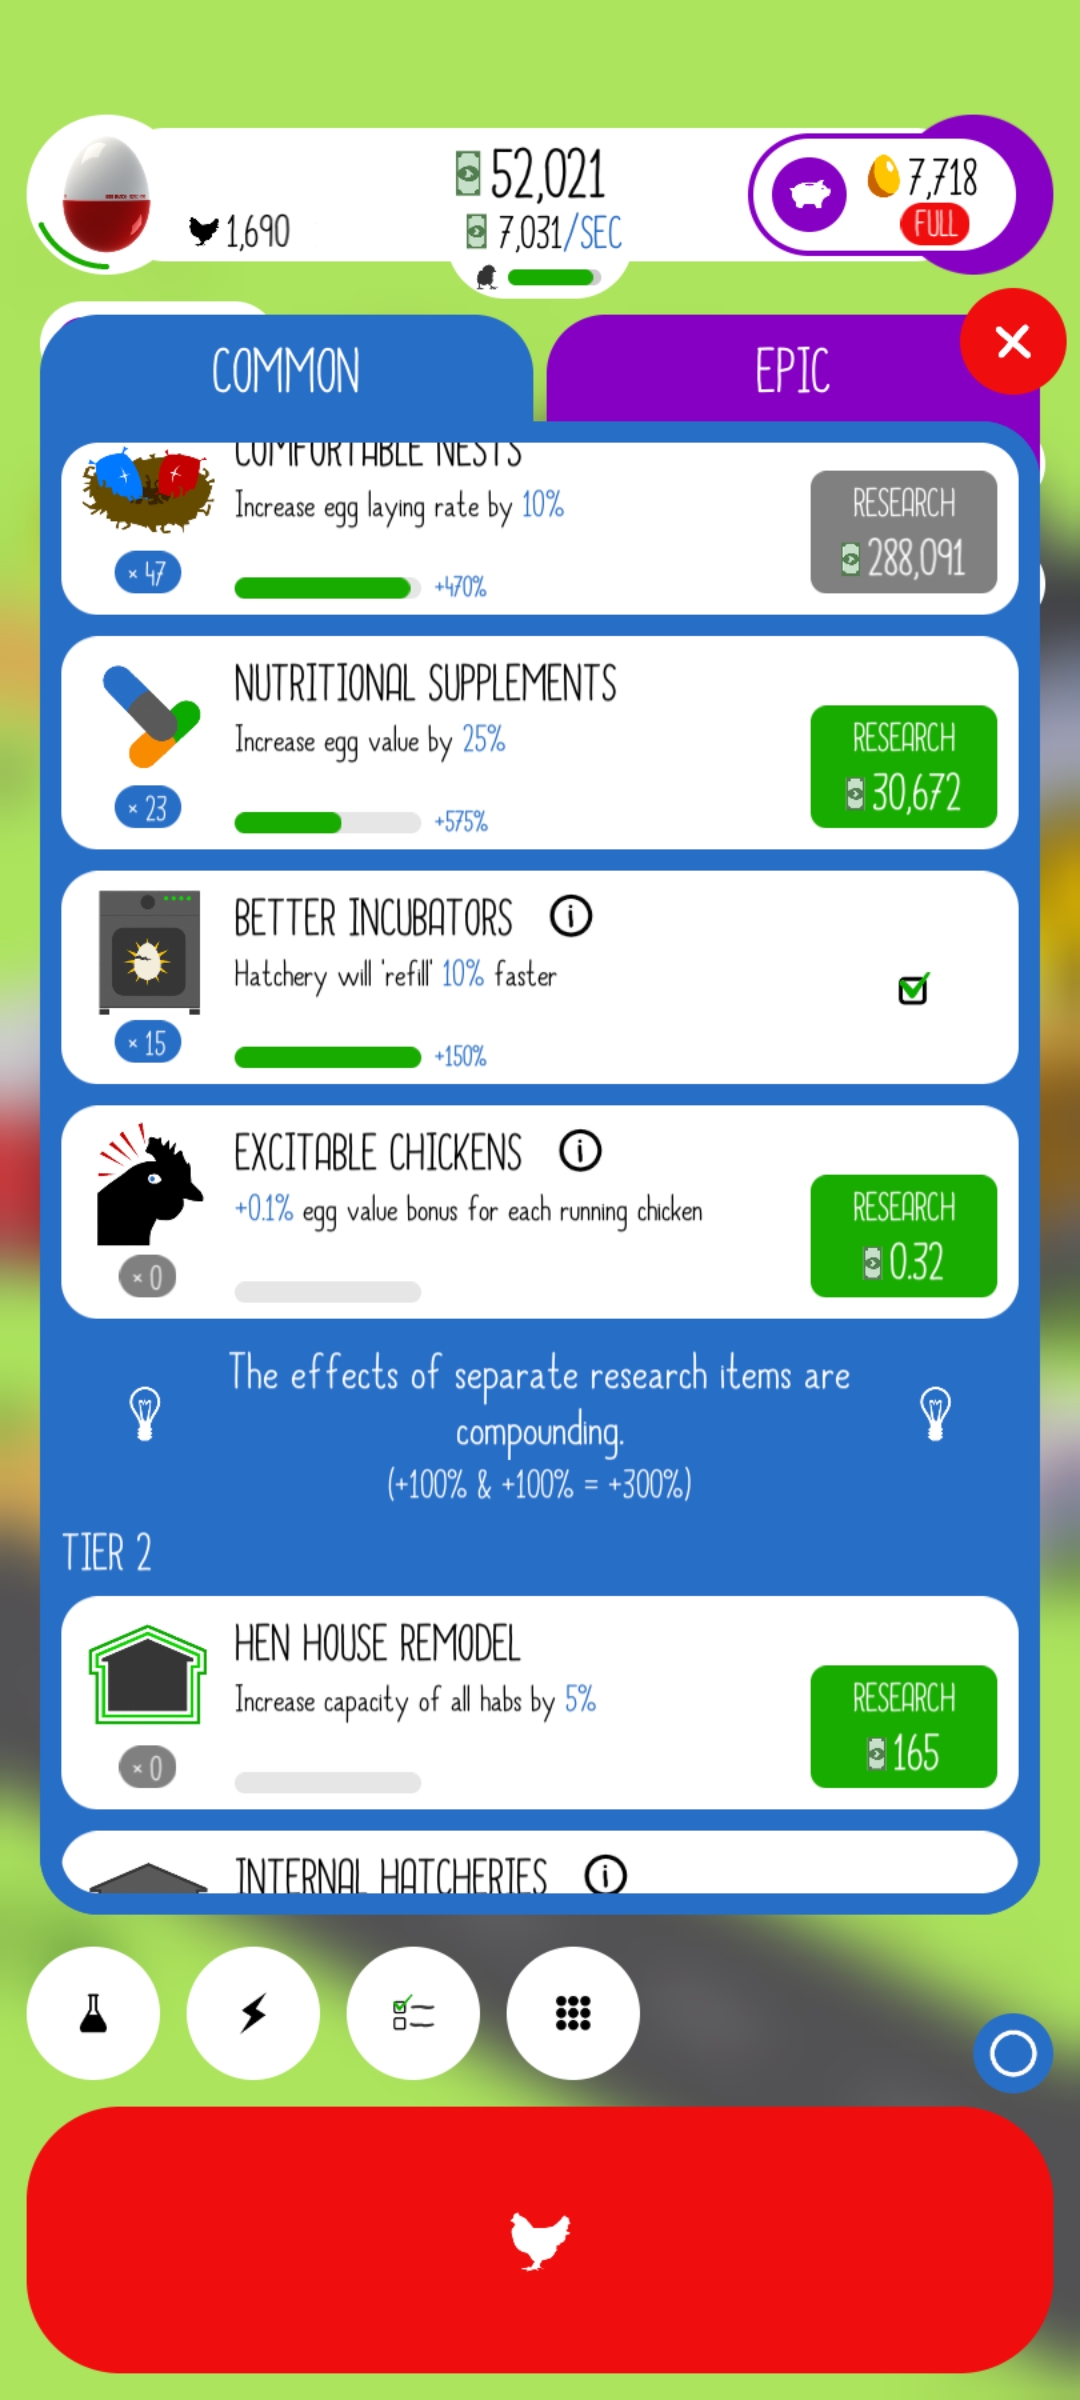 52,021
7,718
1,690
7,031/SEC
FULL
COMMON
EPIC
COMFORTABLE NESTS
Increase egg laying rate by 10%
× 47
+470%
RESEARCH
288,091
NUTRITIONAL SUPPLEMENTS
Increase egg value by 25%
× 23
+575%
RESEARCH
30,672
BETTER INCUBATORS
Hatchery will 'refill' 10% faster
× 15
+150%
EXCITABLE CHICKENS
+0.1% egg value bonus for each running chicken
× 0
RESEARCH
0.32
The effects of separate research items are
compounding.
(+100% & +100% = +300%)
TIER 2
HEN HOUSE REMODEL
Increase capacity of all habs by 5%
× 0
RESEARCH
165
INTERNAL HATCHERIES